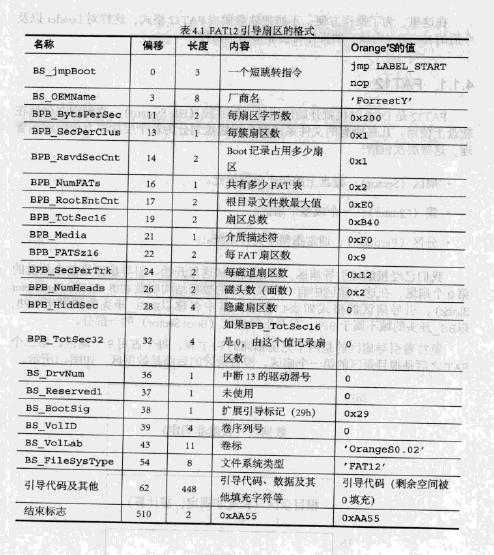 表4.1 FAT12 引导扇区的格式
名称 偏移 长度 内容 Orange'S的值
BS_jmpBoot 0 3 一个短跳转指令 jmp LABEL_START
nop
BS_OEMName 3 8 厂商名 'ForrestY'
BPB_BytsPerSec 11 2 每扇区字节数 0x200
BPB_SecPerClus 13 1 每簇扇区数 0x1
BPB_RsvdSecCnt 14 2 Boot 记录占用多少扇
区 0x1
BPB_NumFATs 16 1 共有多少 FAT 表 0x2
BPB_RootEntCnt 17 2 根目录文件数最大值 0xE0
BPB_TotSec16 19 2 扇区总数 0xB40
BPB_Media 21 1 介质描述符 0xF0
BPB_FATSz16 22 2 每 FAT 扇区数 0x9
BPB_SecPerTrk 24 2 每磁道扇区数 0x12
BPB_NumHeads 26 2 磁头数（面数） 0x2
BPB_HiddSec 28 4 隐藏扇区数 0
BPB_TotSec32 32 4 如果BPB_TotSec16
是 0，由这个值记录扇
区数 0
BS_DrvNum 36 1 中断 13 的驱动器号 0
BS_Reserved1 37 1 未使用 0
BS_BootSig 38 1 扩展引导标记（29h） 0x29
BS_VolID 39 4 卷序列号 0
BS_VolLab 43 11 卷标 'OrangeS0.02'
BS_FileSysType 54 8 文件系统类型 'FAT12'
引导代码及其他 62 448 引导代码、数据及其
他填充字符等 引导代码（剩余空间被
0 填充）
结束标志 510 2 0xAA55 0xAA55